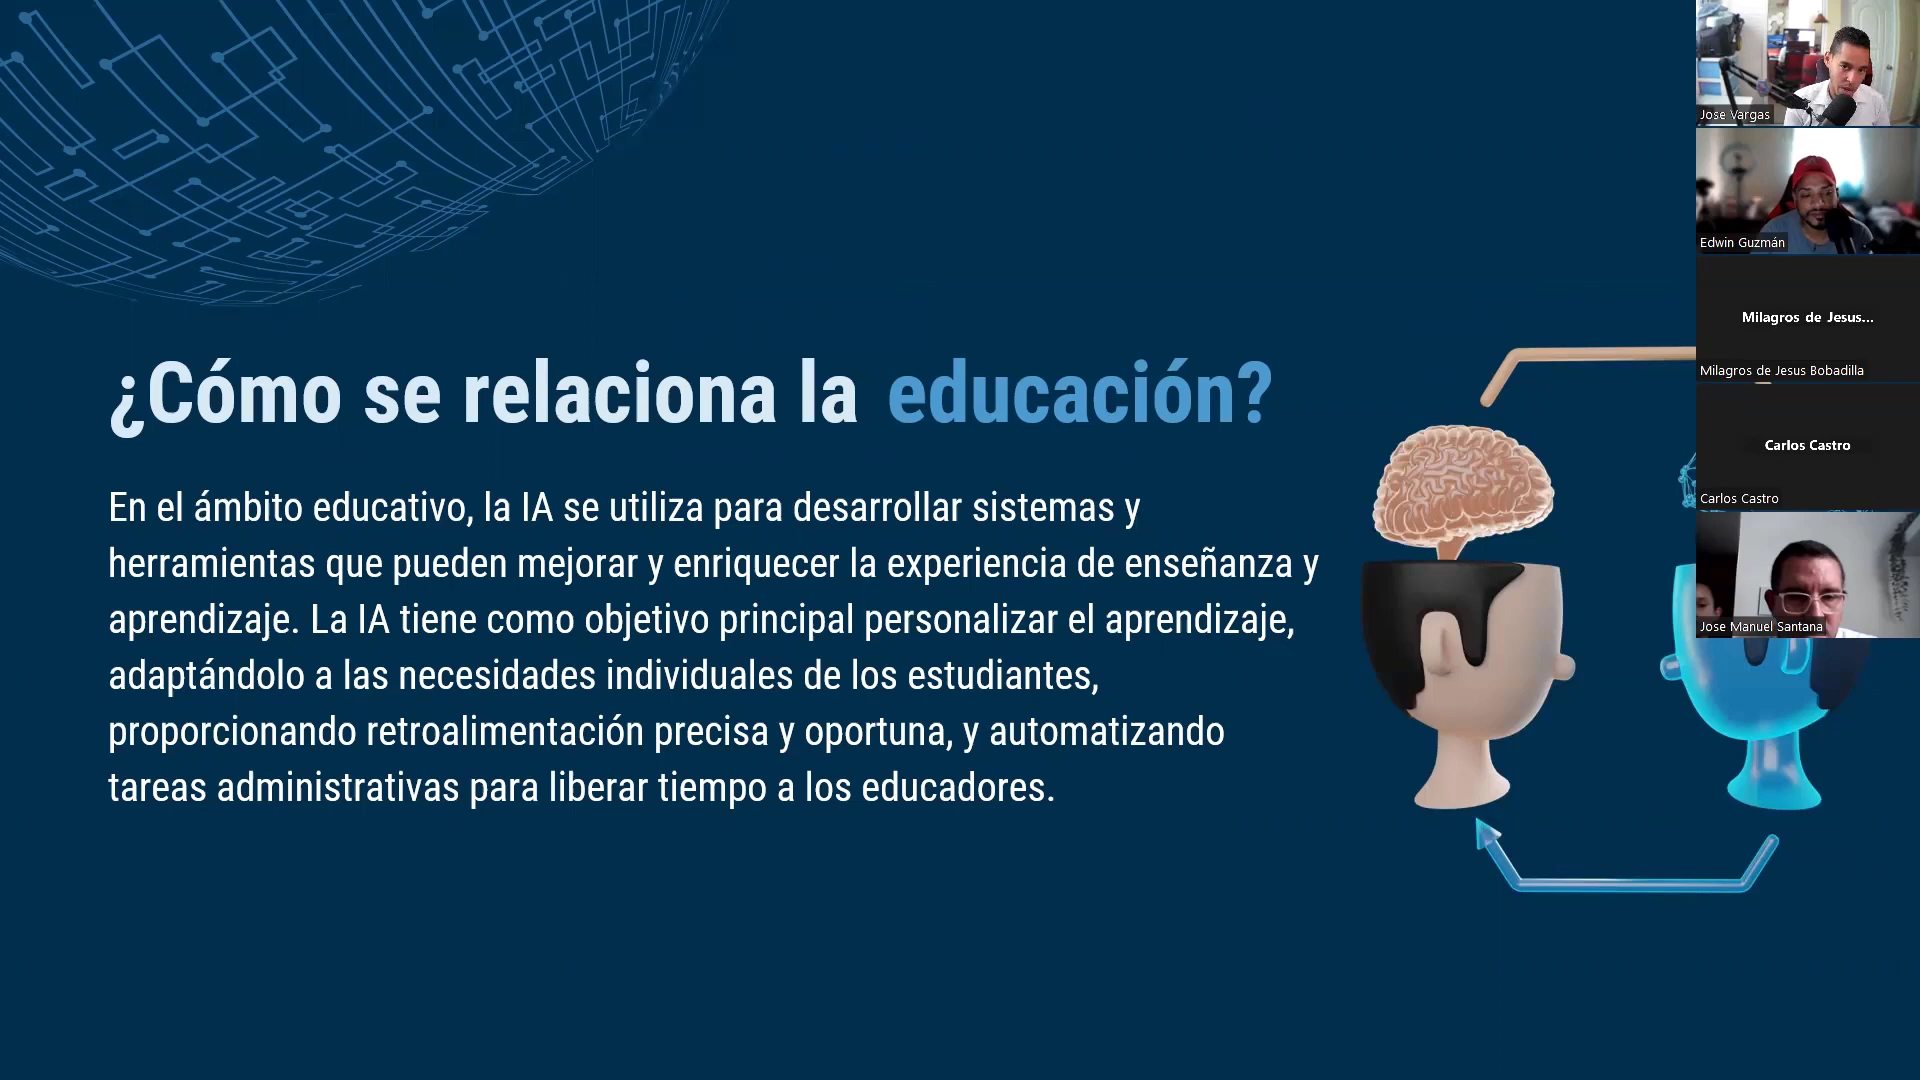 ¿Cómo se relaciona la educación?
En el ámbito educativo, la IA se utiliza para desarrollar sistemas y
herramientas que pueden mejorar y enriquecer la experiencia de enseñanza y
aprendizaje. La IA tiene como objetivo principal personalizar el aprendizaje,
adaptándolo a las necesidades individuales de los estudiantes,
proporcionando retroalimentación precisa y oportuna, y automatizando
tareas administrativas para liberar tiempo a los educadores.
Jose Vargas
Edwin Guzmán
Milagros de Jesus...
Milagros de Jesus Bobadilla
Carlos Castro
Carlos Castro
Jose Manuel Santana